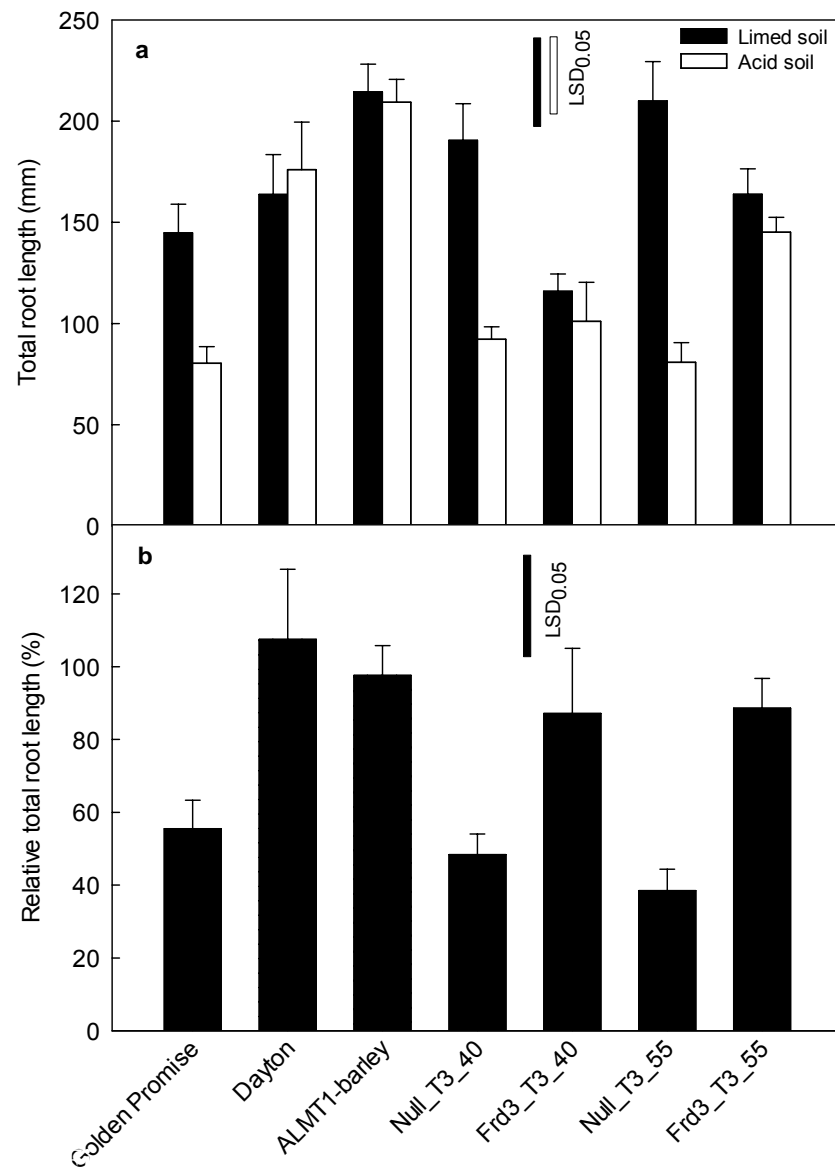 250
a
Limed soil
Acid soil
LSD0.05
200
150
100
50
0
Total root length (mm)
b
LSD0.05
120
100
80
60
40
20
0
Relative total root length (%)
Golden Promise
Dayton
ALMT1-barley
Null_T3_40
Frd3_T3_40
Null_T3_55
Frd3_T3_55